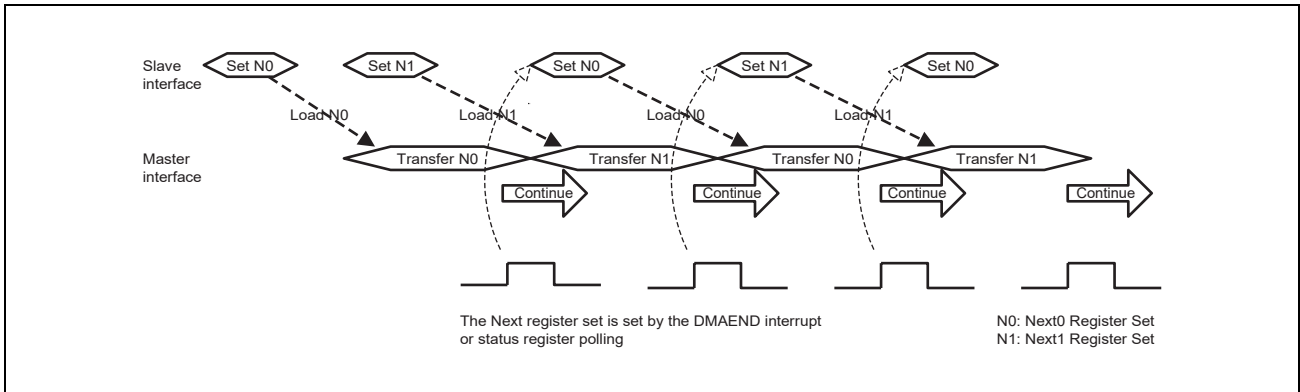 Slave
interface
Set N0
Set N1
Set N0
Set N1
Set N0
Load N0
Load N1
Load N0
Load N1
Master
interface
Transfer N0
Transfer N1
Transfer N0
Transfer N1
Continue
Continue
Continue
Continue
The Next register set is set by the DMAEND interrupt
or status register polling
N0: Next0 Register Set
N1: Next1 Register Set